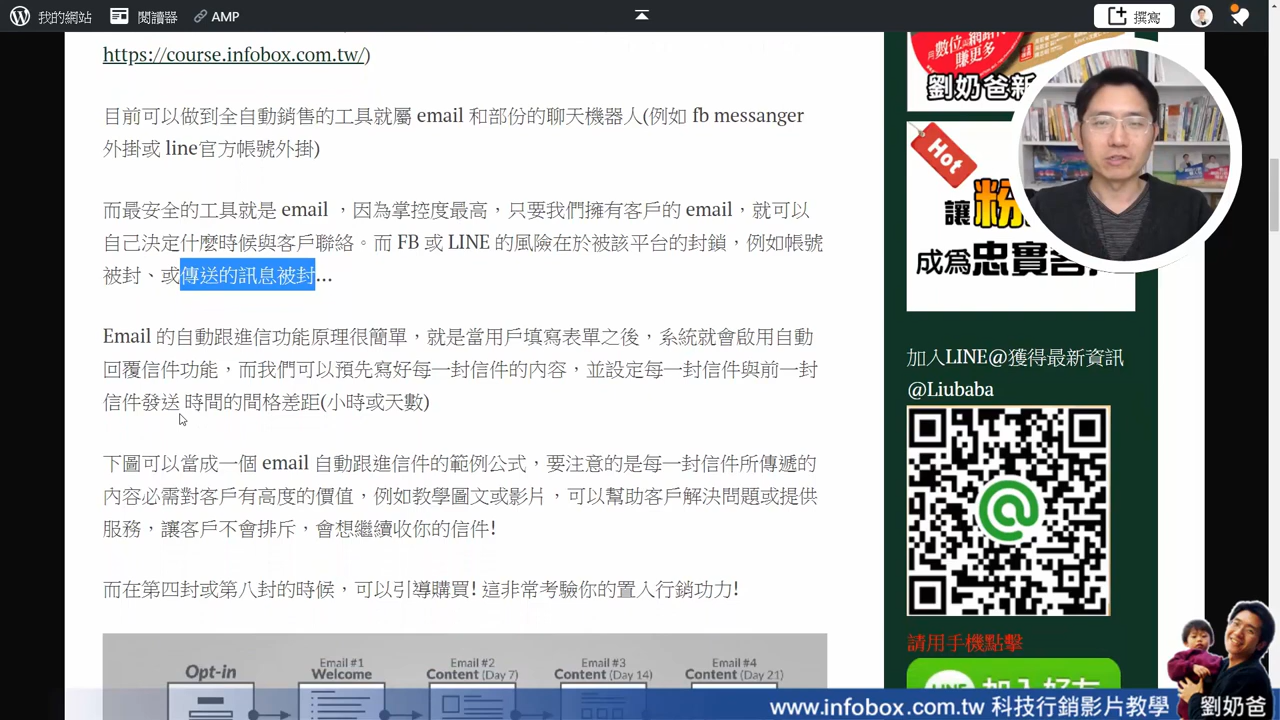 我的網站
閱讀器
AMP
撰寫
https://course.infobox.com.tw/)
目前可以做到全自動銷售的工具就屬 email 和部份的聊天機器人(例如 fb messanger
外掛或 line官方帳號外掛)
而最安全的工具就是 email ，因為掌控度最高，只要我們擁有客戶的 email，就可以
自己決定什麼時候與客戶聯絡。而 FB 或 LINE 的風險在於被該平台的封鎖，例如帳號
被封、或傳送的訊息被封...
Email 的自動跟進信功能原理很簡單，就是當用戶填寫表單之後，系統就會啟用自動
回覆信件功能，而我們可以預先寫好每一封信件的內容，並設定每一封信件與前一封
信件發送 時間的間格差距(小時或天數)
下圖可以當成一個 email 自動跟進信件的範例公式，要注意的是每一封信件所傳遞的
內容必需對客戶有高度的價值，例如教學圖文或影片，可以幫助客戶解決問題或提供
服務，讓客戶不會排斥，會想繼續收你的信件!
而在第四封或第八封的時候，可以引導購買! 這非常考驗你的置入行銷功力!
Opt-in
Email #1
Welcome
Email #2
Content (Day 7)
Email #3
Content (Day 14)
Email #4
Content (Day 21)
用數位與網路
賺更多
劉奶爸新
Hot
讓粉
成為忠實客
加入LINE@獲得最新資訊
@Liubaba
請用手機點擊
LINE
加入好友
www.infobox.com.tw 科技行銷影片教學
劉奶爸